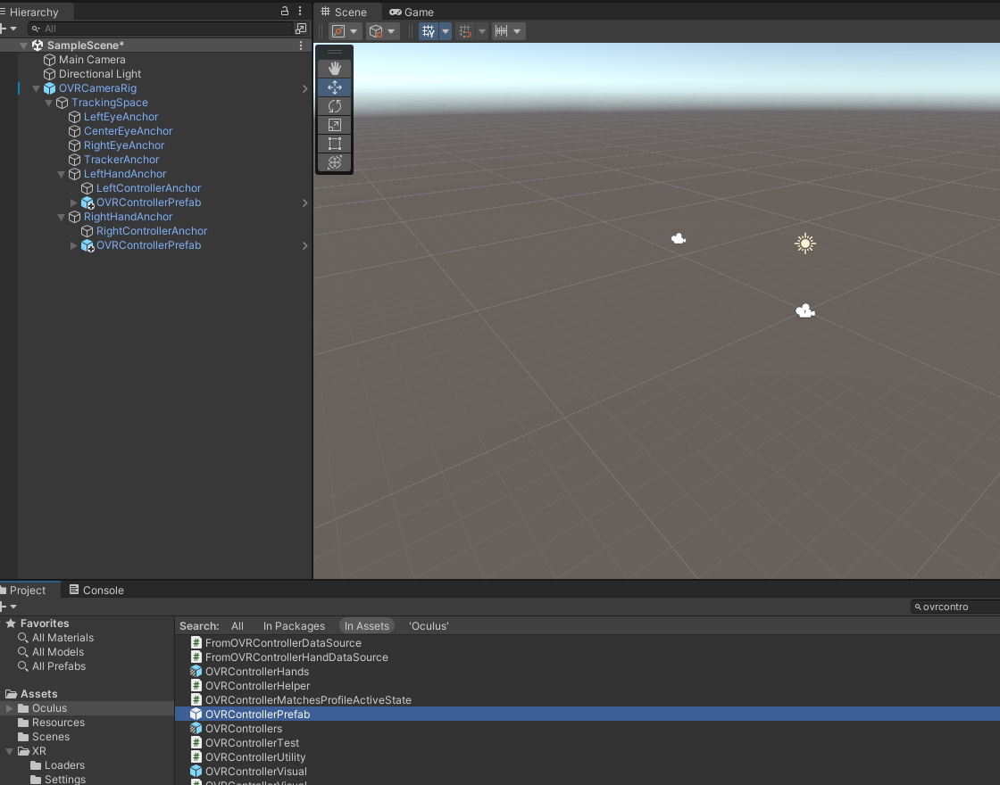 Hierarchy
All
SampleScene*
Main Camera
Directional Light
OVRCameraRig
TrackingSpace
LeftEyeAnchor
CenterEyeAnchor
RightEyeAnchor
TrackerAnchor
LeftHandAnchor
LeftControllerAnchor
OVRControllerPrefab
RightHandAnchor
RightControllerAnchor
OVRControllerPrefab
Scene Game
Project Console
ovrcontro
Favorites
All Materials
All Models
All Prefabs
Assets
Oculus
Resources
Scenes
XR
Loaders
Settings
Search: All In Packages In Assets 'Oculus'
FromOVRControllerDataSource
FromOVRControllerHandDataSource
OVRControllerHands
OVRControllerHelper
OVRControllerMatchesProfileActiveState
OVRControllerPrefab
OVRControllers
OVRControllerTest
OVRControllerUtility
OVRControllerVisual